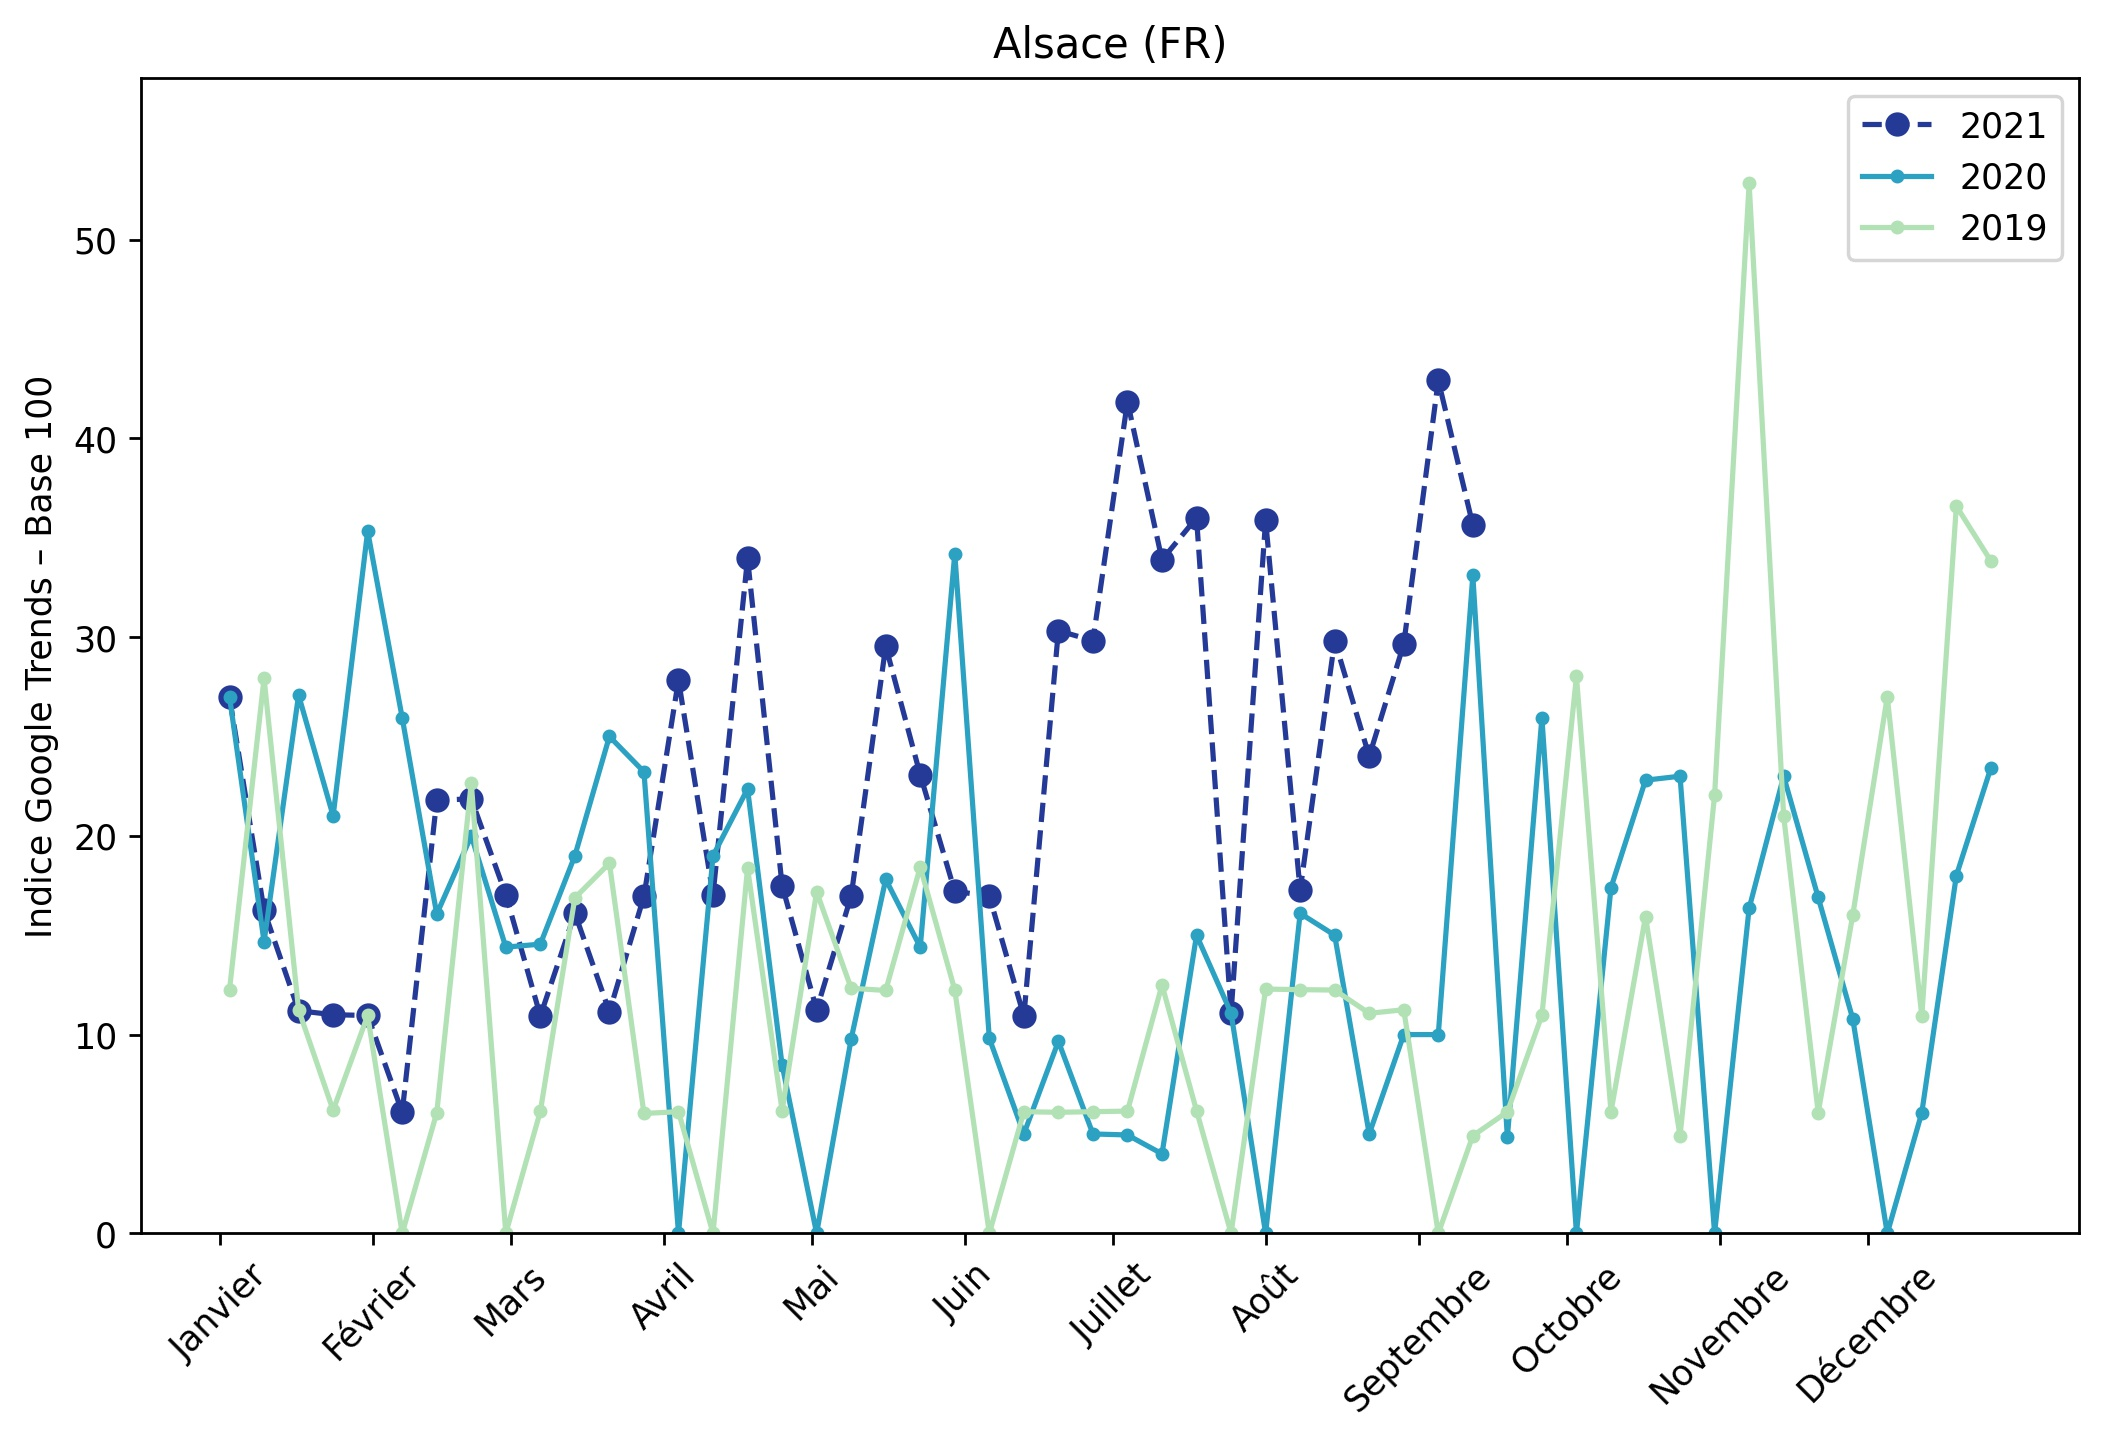 Alsace (FR)
2021
2020
2019
Indice Google Trends – Base 100
50
40
30
20
10
0
Janvier
Février
Mars
Avril
Mai
Juin
Juillet
Août
Septembre
Octobre
Novembre
Décembre